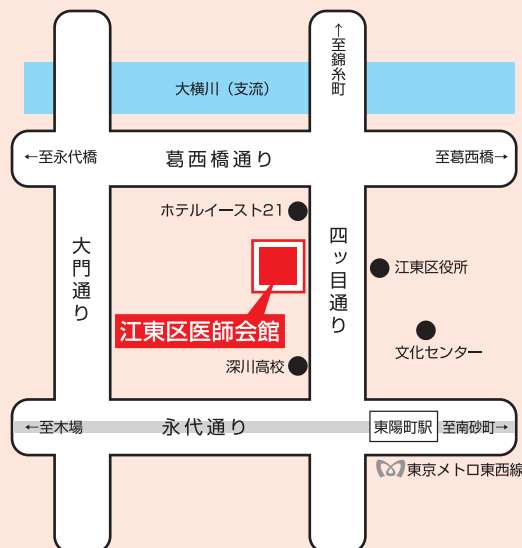 ↑至錦糸町
大横川（支流）
←至永代橋
葛西橋通り
至葛西橋→
ホテルイースト21
大門通り
四ッ目通り
江東区役所
江東区医師会館
文化センター
深川高校
←至木場
永代通り
東陽町駅
至南砂町→
東京メトロ東西線